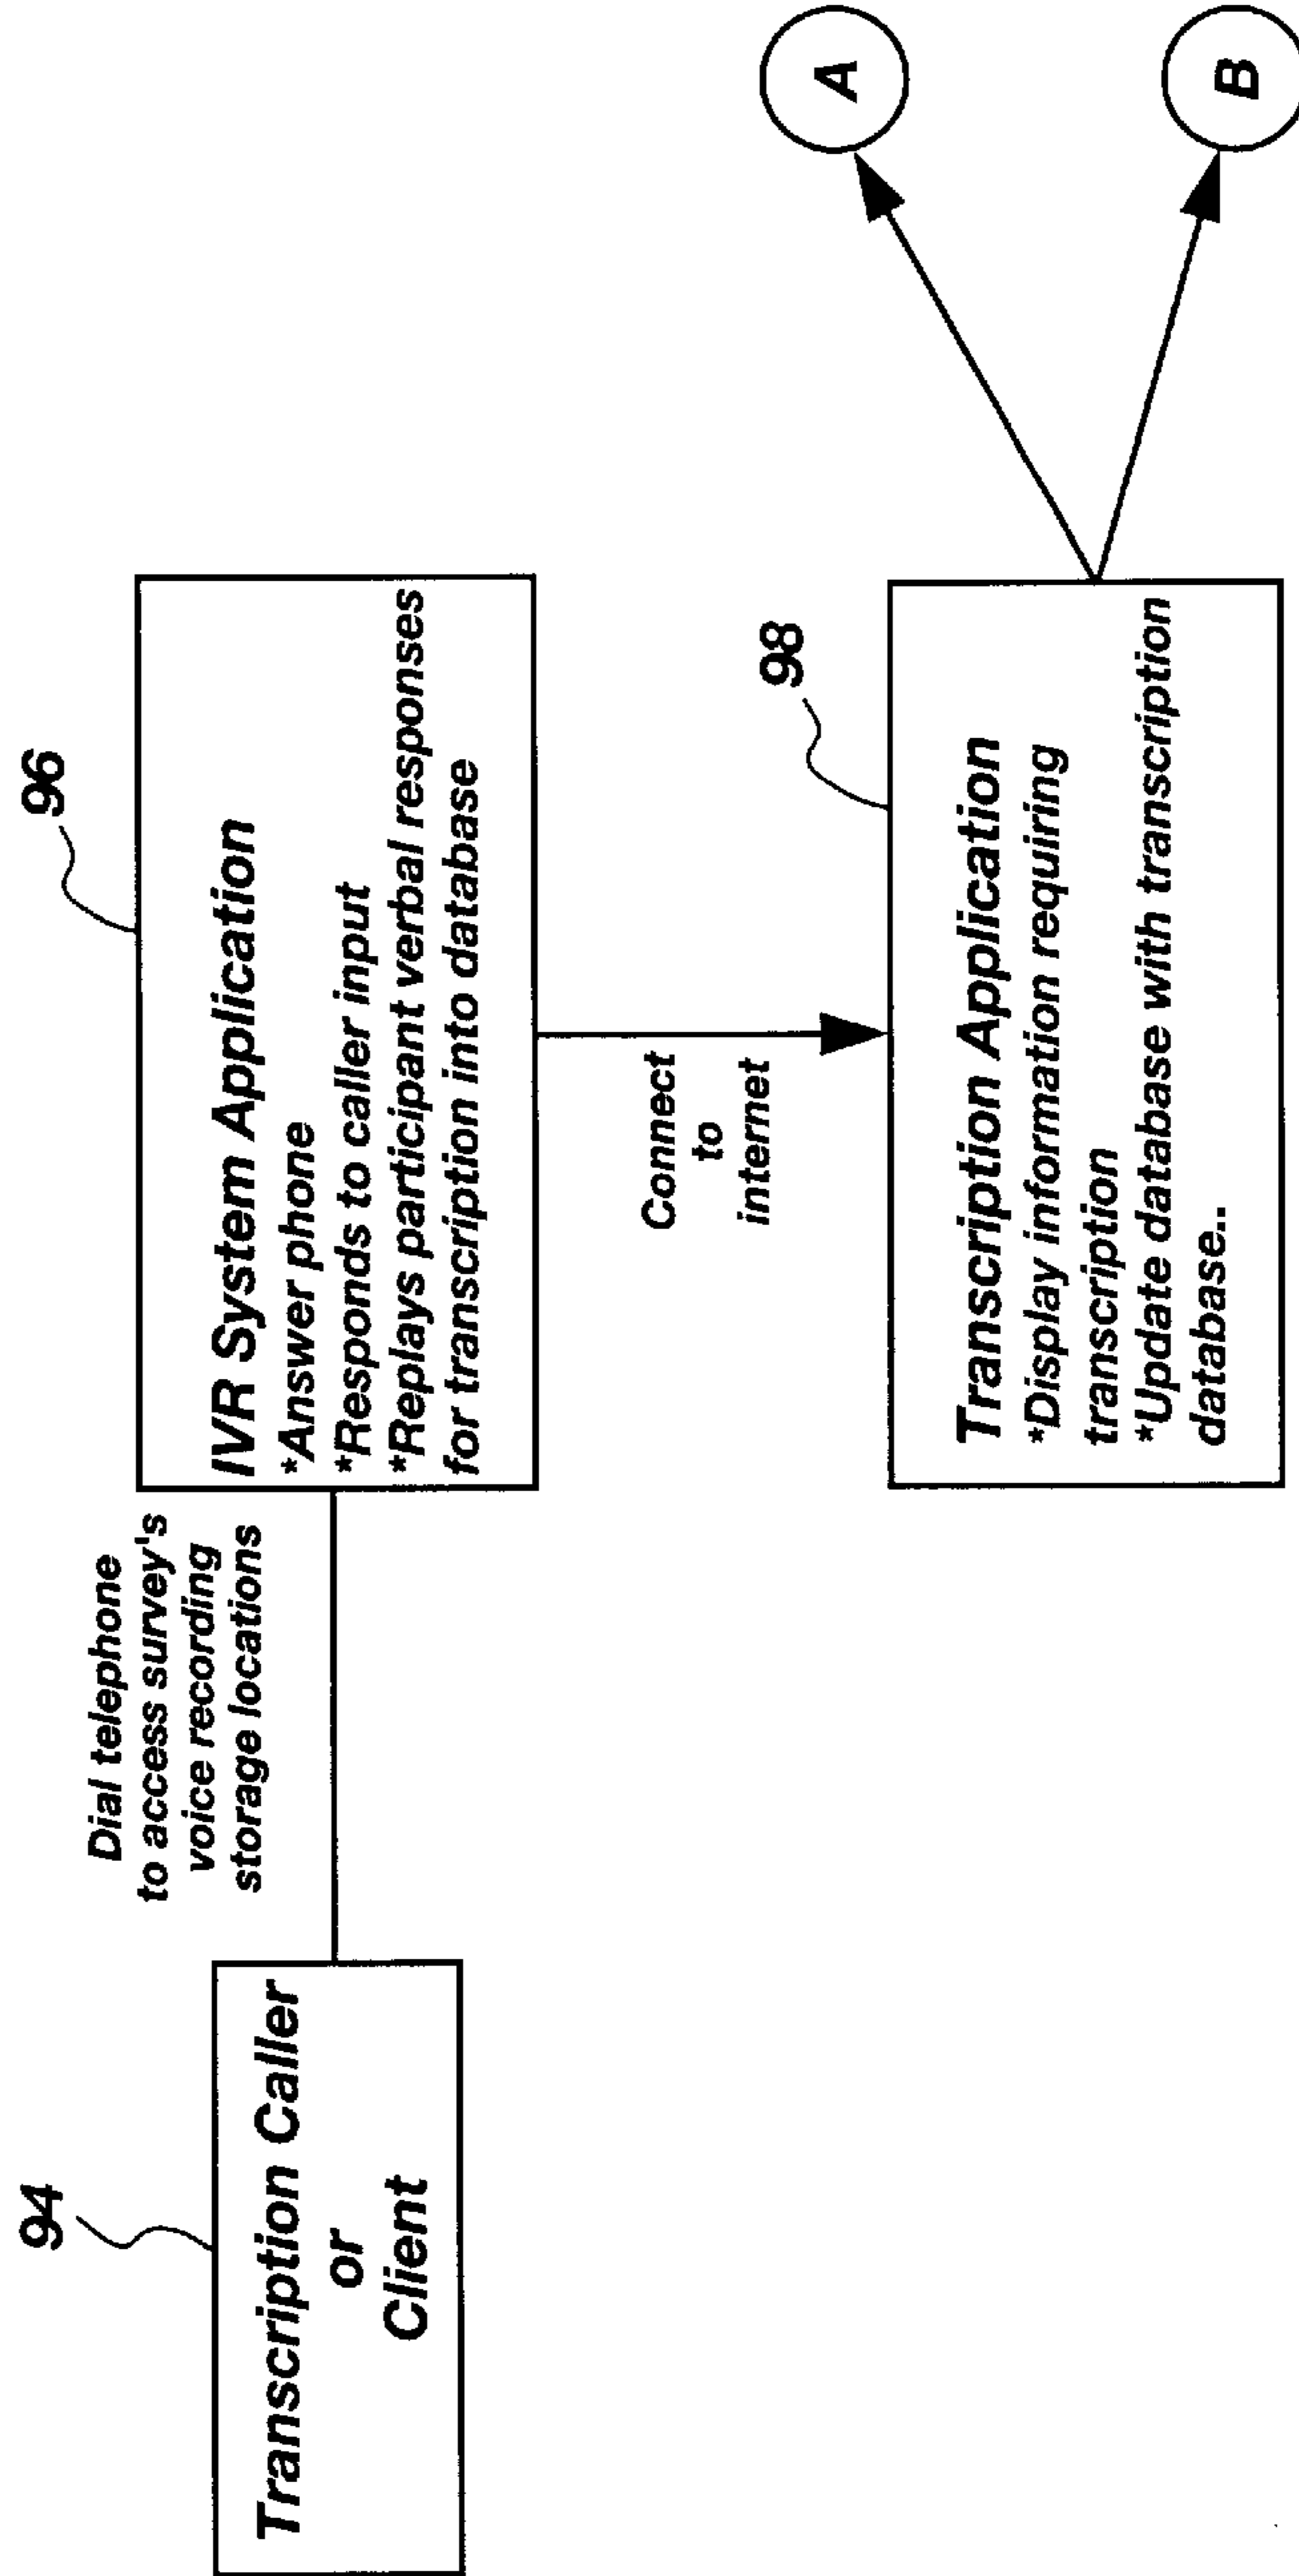 94
Transcription Caller
or
Client
Dial telephone
to access survey's
voice recording
storage locations
96
IVR System Application
*Answer phone
*Responds to caller input
*Replays participant verbal responses
for transcription into database
Connect
to
internet
98
Transcription Application
*Display information requiring
transcription
*Update database with transcription
database..
A
B